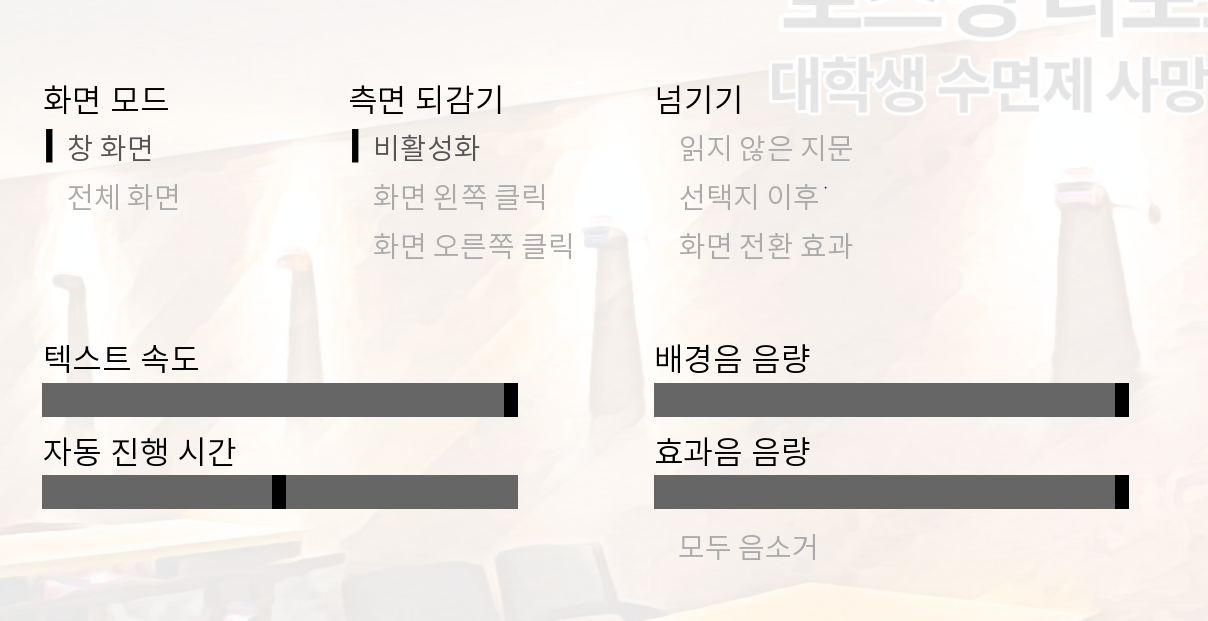 대학생 수면제 사망
화면 모드
창 화면
전체 화면
측면 되감기
비활성화
화면 왼쪽 클릭
화면 오른쪽 클릭
넘기기
읽지 않은 지문
선택지 이후
화면 전환 효과
텍스트 속도
자동 진행 시간
배경음 음량
효과음 음량
모두 음소거